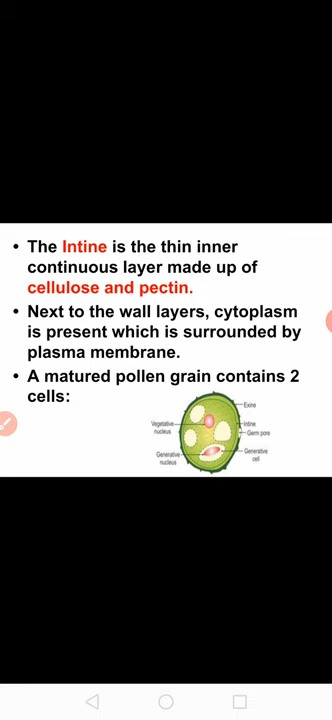 • The Intine is the thin inner
continuous layer made up of
cellulose and pectin.
• Next to the wall layers, cytoplasm
is present which is surrounded by
plasma membrane.
• A matured pollen grain contains 2
cells:
Exine
Vegetative
nucleus
Intine
Germ pore
Generative
nucleus
Generative
cell